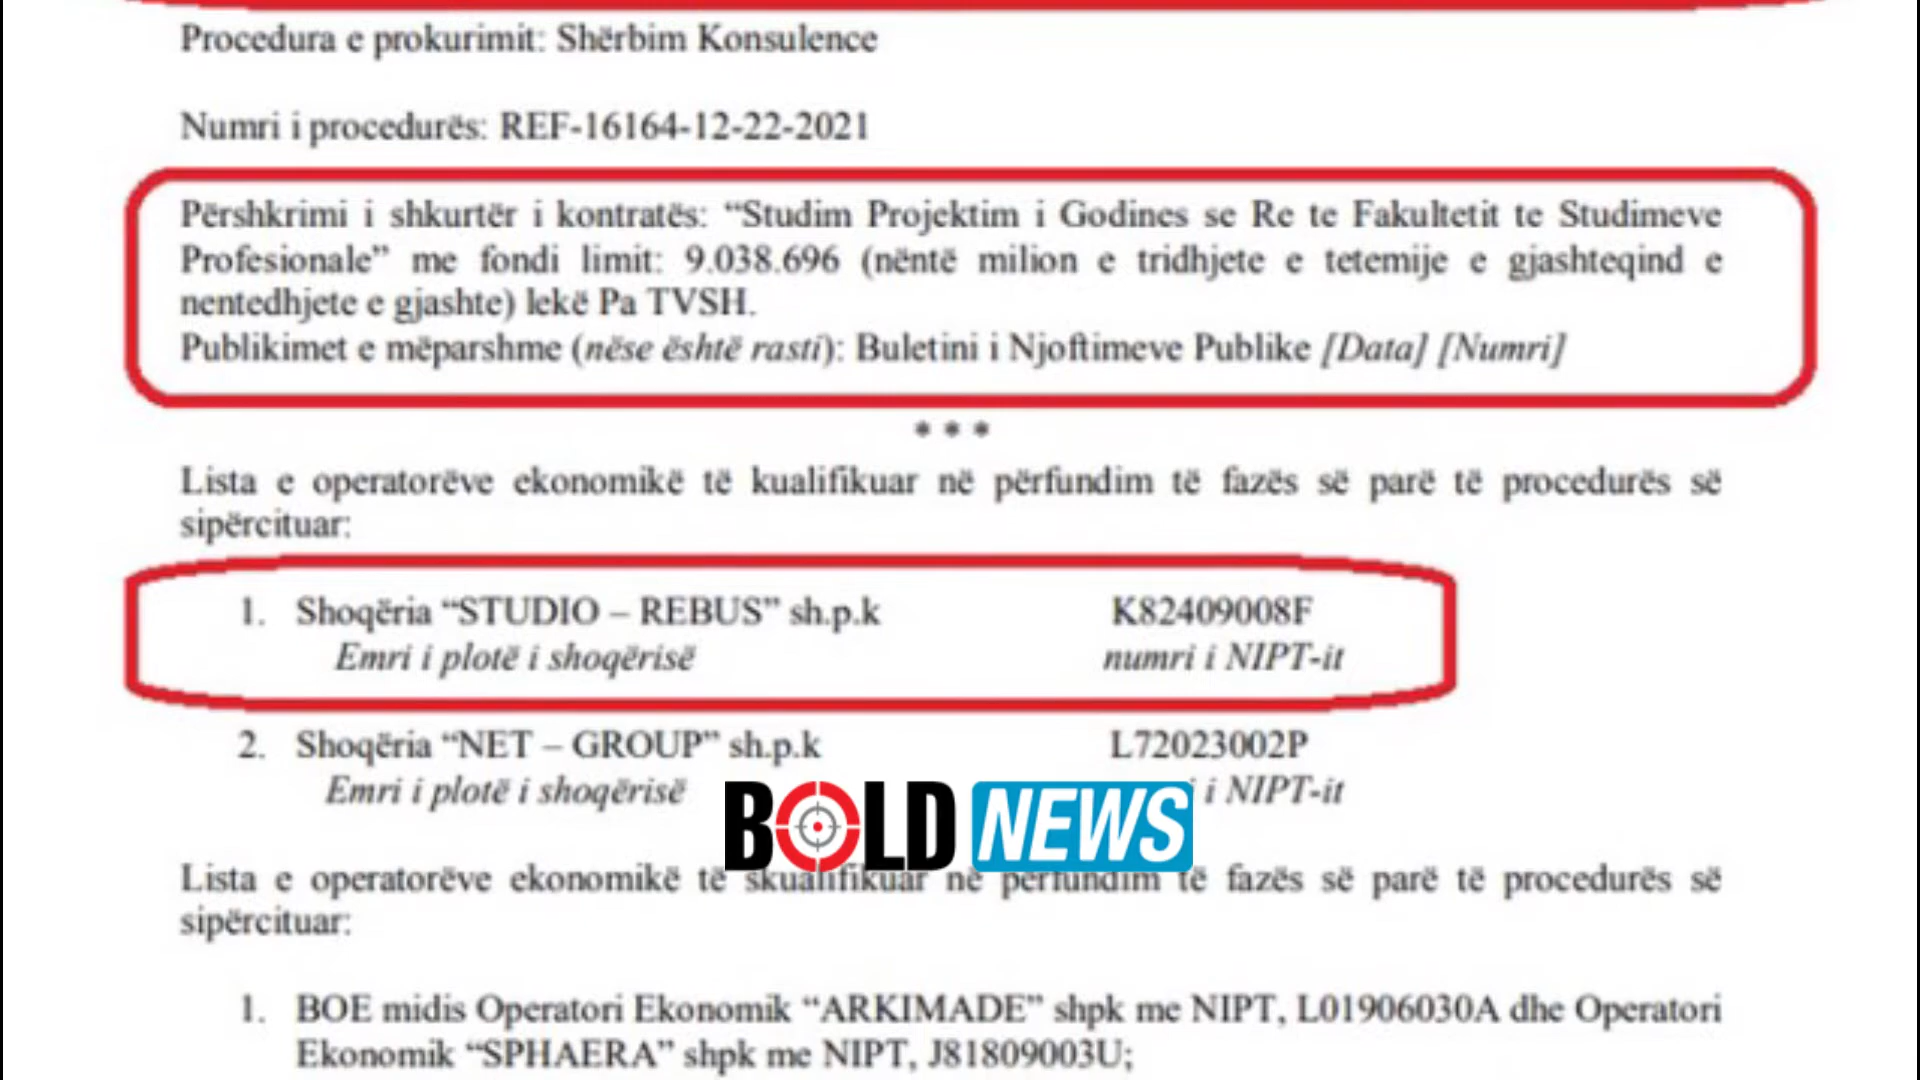 Procedura e prokurimit: Shërbim Konsulence
Numri i procedurës: REF-16164-12-22-2021
Përshkrimi i shkurtër i kontratës: “Studim Projektim i Godines se Re te Fakultetit te Studimeve
Profesionale” me fondi limit: 9.038.696 (nëntë milion e tridhjete e tetemije e gjashteqind e
nentedhjete e gjashte) lekë Pa TVSH.
Publikimet e mëparshme (nëse është rasti): Buletini i Njoftimeve Publike [Data] [Numri]
* * *
Lista e operatorëve ekonomikë të kualifikuar në përfundim të fazës së parë të procedurës së
sipërcituar:
1. Shoqëria “STUDIO – REBUS” sh.p.k K82409008F
Emri i plotë i shoqërisë numri i NIPT-it
2. Shoqëria “NET – GROUP” sh.p.k L72023002P
Emri i plotë i shoqërisë i NIPT-it
BOLD NEWS
Lista e operatorëve ekonomikë të skualifikuar në përfundim të fazës së parë të procedurës së
sipërcituar:
1. BOE midis Operatori Ekonomik “ARKIMADE” shpk me NIPT, L01906030A dhe Operatori
Ekonomik “SPHAERA” shpk me NIPT, J81809003U;